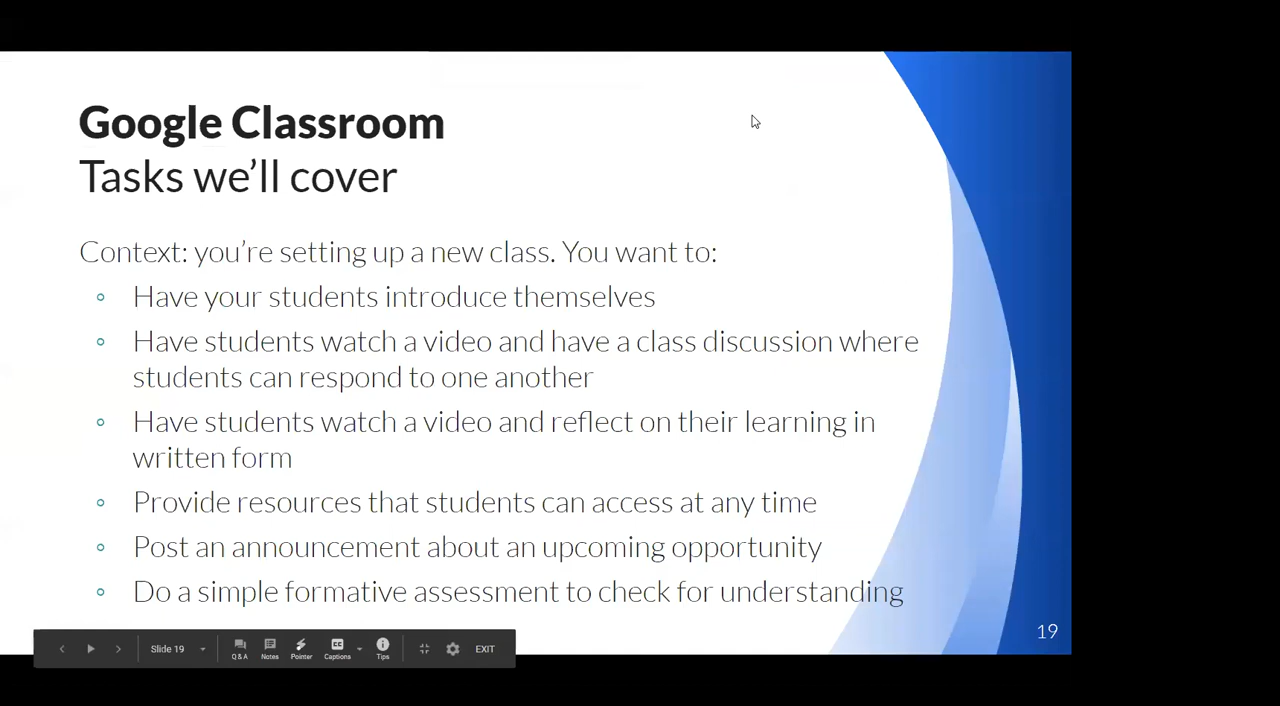 Google Classroom
Tasks we’ll cover
Context: you’re setting up a new class. You want to:
Have your students introduce themselves
Have students watch a video and have a class discussion where
students can respond to one another
Have students watch a video and reflect on their learning in
written form
Provide resources that students can access at any time
Post an announcement about an upcoming opportunity
Do a simple formative assessment to check for understanding
19
Slide 19
Q & A
Notes
Pointer
CC
Captions
Tips
EXIT